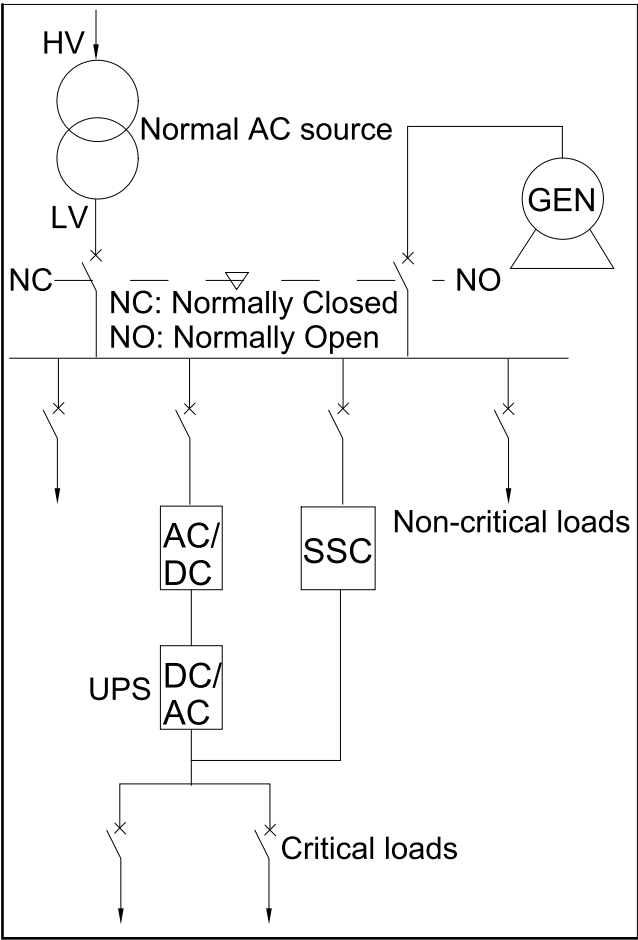 HV
Normal AC source
GEN
LV
NC
NO
NC: Normally Closed
NO: Normally Open
Non-critical loads
AC/
DC
SSC
UPS
DC/
AC
Critical loads